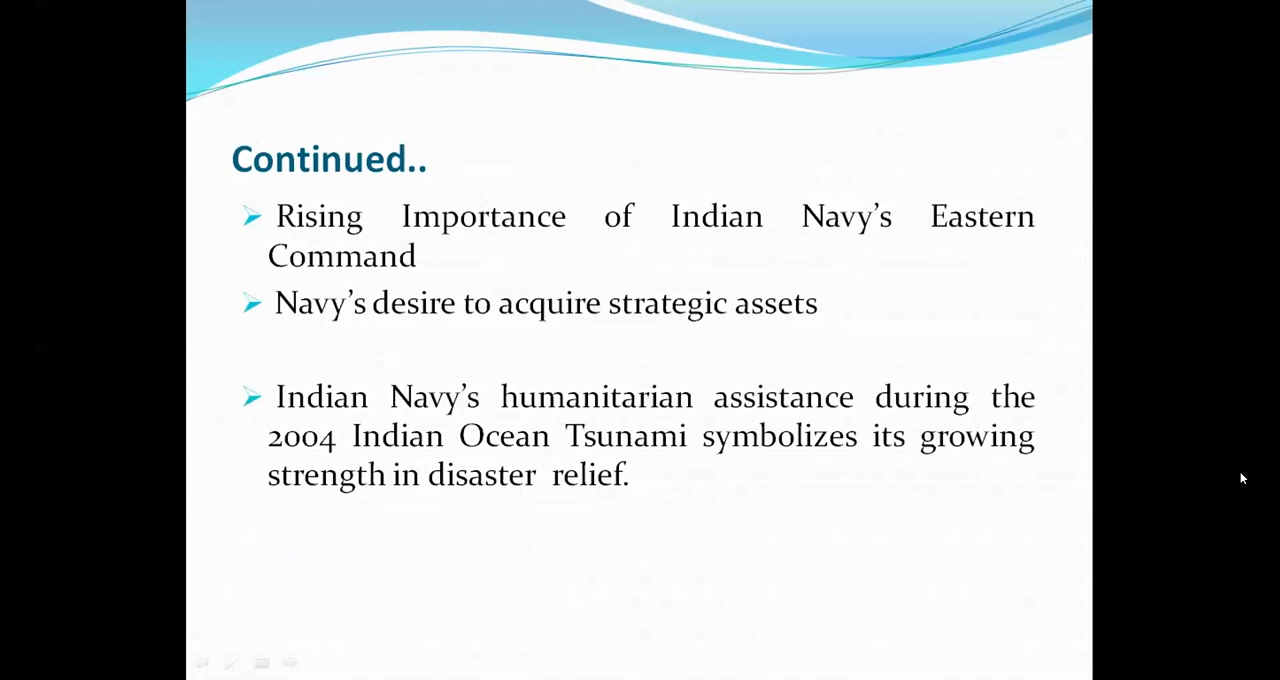 Continued..
Rising Importance of Indian Navy's Eastern
Command
Navy's desire to acquire strategic assets
Indian Navy's humanitarian assistance during the
2004 Indian Ocean Tsunami symbolizes its growing
strength in disaster relief.